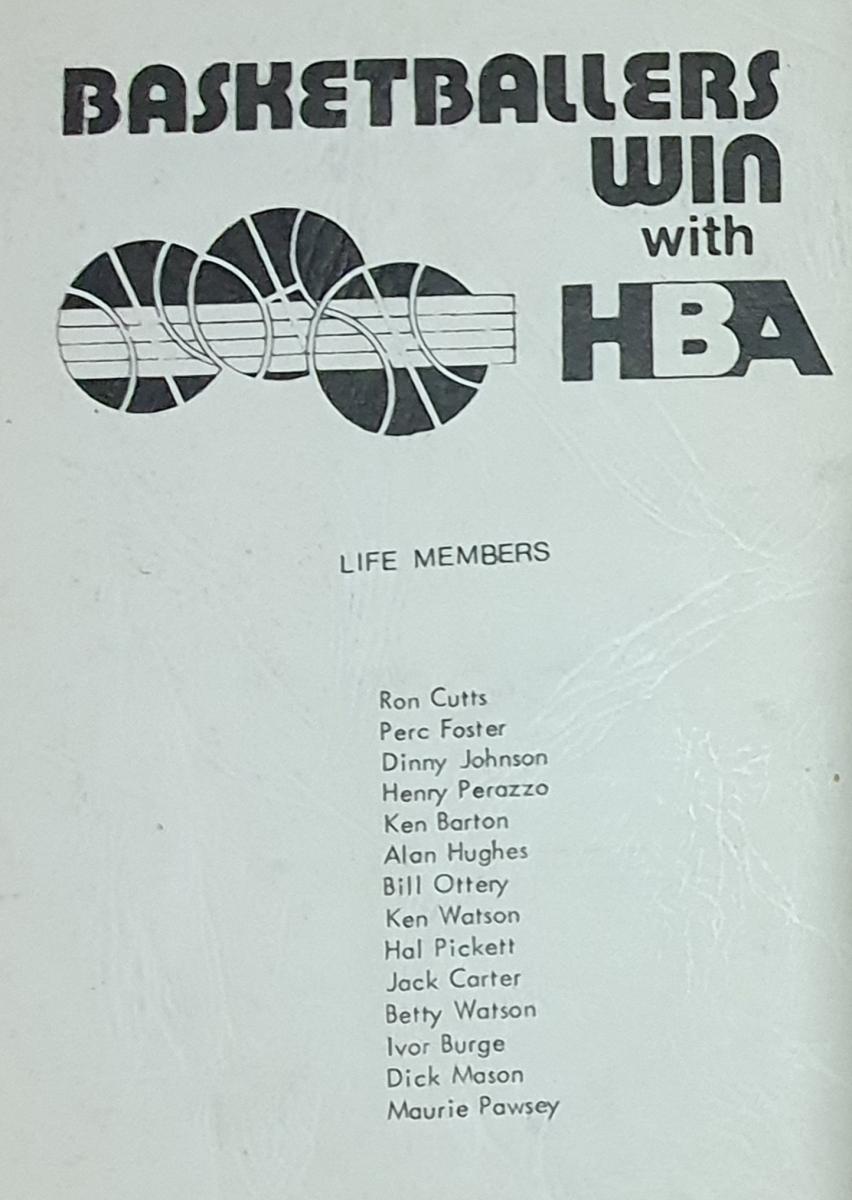 BASKETBALLERS
WIN
with
HBA
LIFE MEMBERS
Ron Cutts
Perc Foster
Dinny Johnson
Henry Perazzo
Ken Barton
Alan Hughes
Bill Ottery
Ken Watson
Hal Pickett
Jack Carter
Betty Watson
Ivor Burge
Dick Mason
Maurie Pawsey